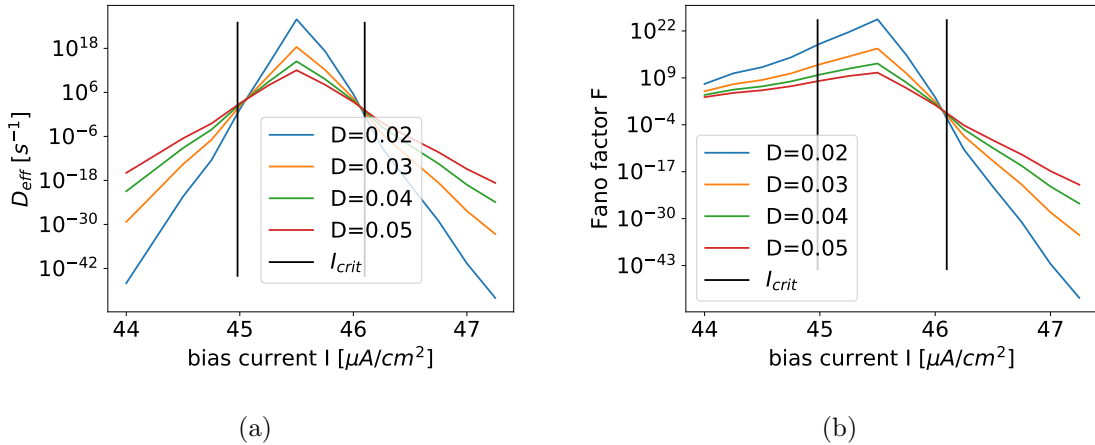 10^18
10^6
10^-6
10^-18
10^-30
10^-42
D_eff [s^-1]
D=0.02
D=0.03
D=0.04
D=0.05
I_crit
44 45 46 47
bias current I [μA/cm^2]
(a)
10^22
10^9
10^-4
10^-17
10^-30
10^-43
Fano factor F
D=0.02
D=0.03
D=0.04
D=0.05
I_crit
44 45 46 47
bias current I [μA/cm^2]
(b)